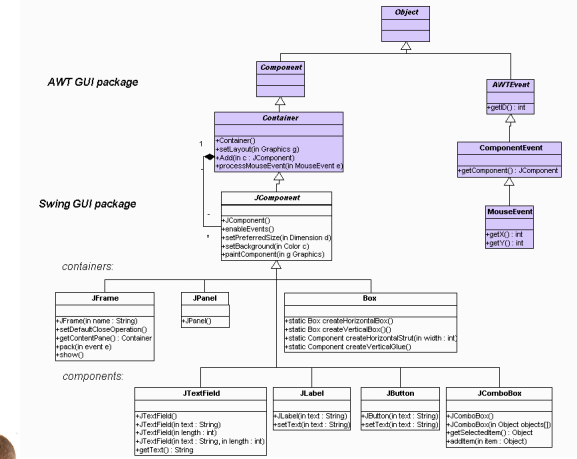 Object
AWT GUI package
Component
AWTEvent
+getID() : int
Container
+Container()
+setLayout(in Graphics g)
+Add(in c : JComponent)
+processMouseEvent(in MouseEvent e)
1
-
ComponentEvent
+getComponent() : JComponent
Swing GUI package
JComponent
+JComponent()
+enableEvents()
+setPreferredSize(in Dimension d)
+setBackground(in Color c)
+paintComponent(in g Graphics)
-
*
MouseEvent
+getX() : int
+getY() : int
containers:
JFrame
+JFrame(in name : String)
+setDefaultCloseOperation()
+getContentPane() : Container
+pack(in event e)
+show()
JPanel
+JPanel()
Box
+static Box createHorizontalBox()
+static Box createVerticalBox()()
+static Component createHorizontalStrut(in width : int)
+static Component createVerticalGlue()
components:
JTextField
+JTextField()
+JTextField(in text : String)
+JTextField(in length : int)
+JTextField(in text : String, in length : int)
+getText() : String
JLabel
+JLabel(in text : String)
+setText(in text : String)
JButton
+JButton(in text : String)
+setText(in text : String)
JComboBox
+JComboBox()
+JComboBox(in Object objects[])
+getSelectedItem() : Object
+addItem(in item : Object)